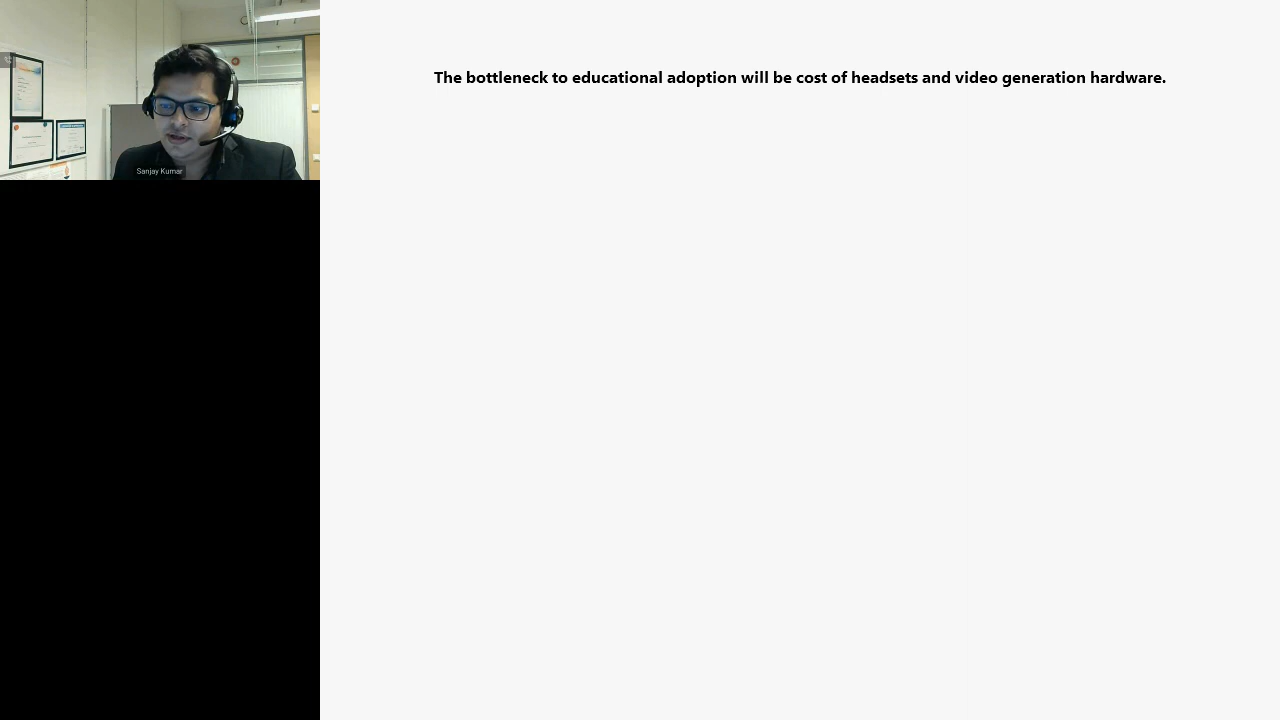 The bottleneck to educational adoption will be cost of headsets and video generation hardware.
Sanjay Kumar